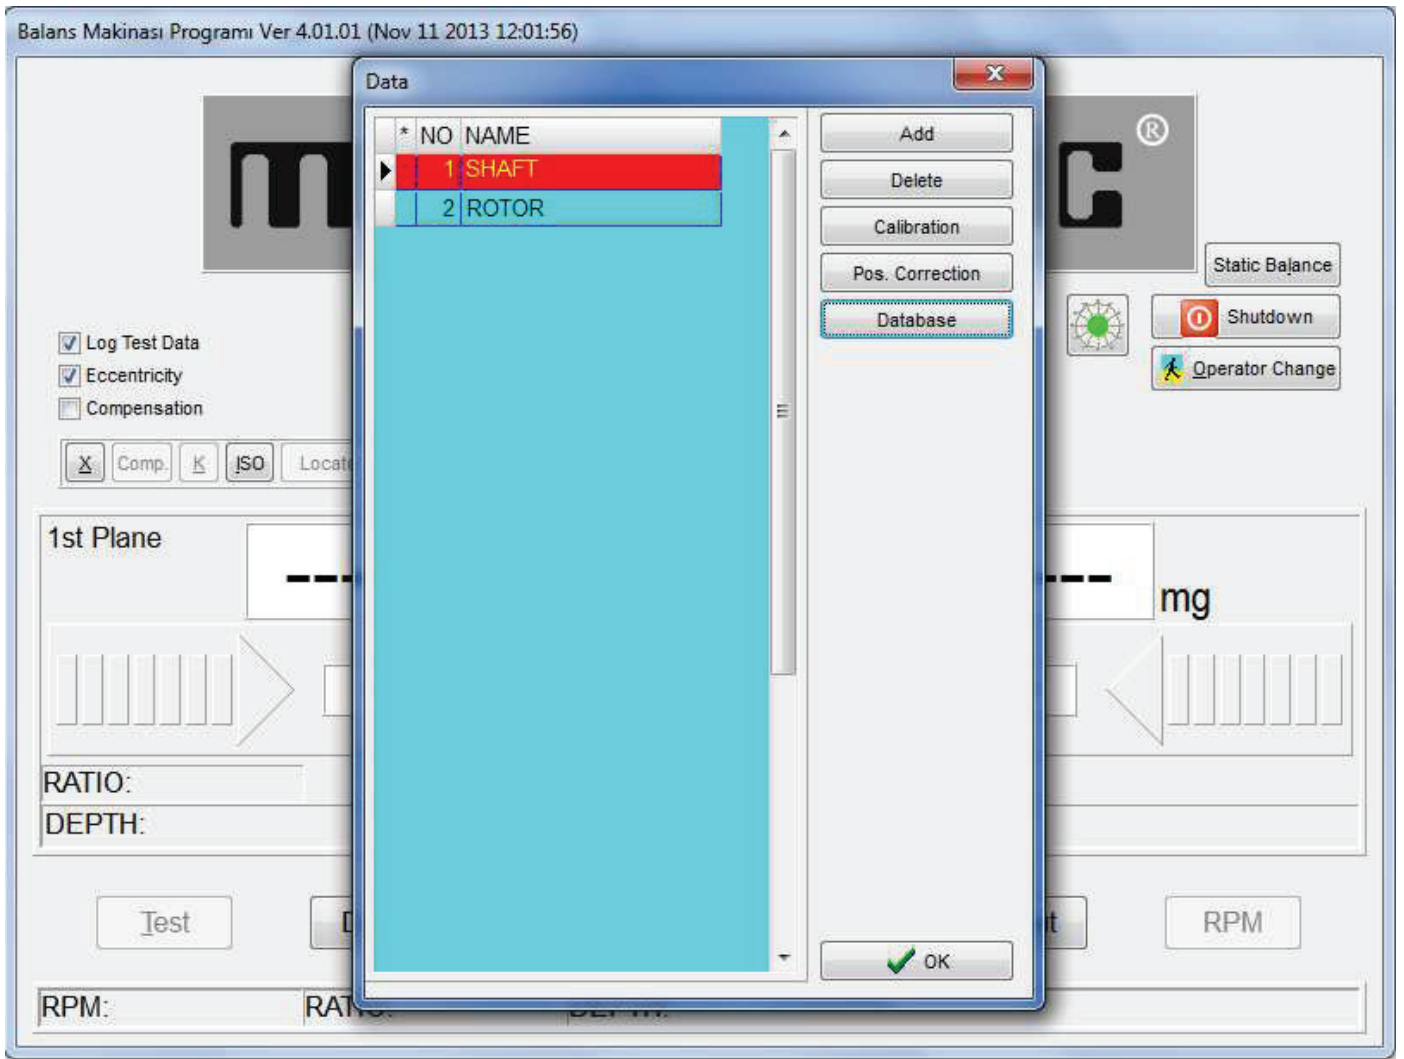 Balans Makinası Programı Ver 4.01.01 (Nov 11 2013 12:01:56)
Data
* NO NAME
1 SHAFT
2 ROTOR
Add
Delete
Calibration
Pos. Correction
Database
OK
®
Static Balance
Shutdown
Operator Change
Log Test Data
Eccentricity
Compensation
X Comp. K ISO
1st Plane
---- ---
mg
RATIO:
DEPTH:
Test
RPM
RPM: